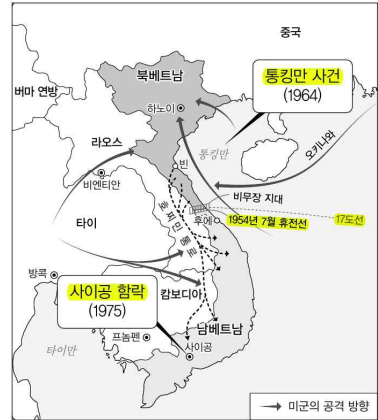 중국
북베트남
통킹만 사건
(1964)
버마 연방
하노이
라오스
통킹만
오키나와
빈
비엔티안
비무장 지대
호찌민 통로
후에
1954년 7월 휴전선
17도선
타이
방콕
사이공 함락
(1975)
캄보디아
남베트남
프놈펜
사이공
타이만
미군의 공격 방향